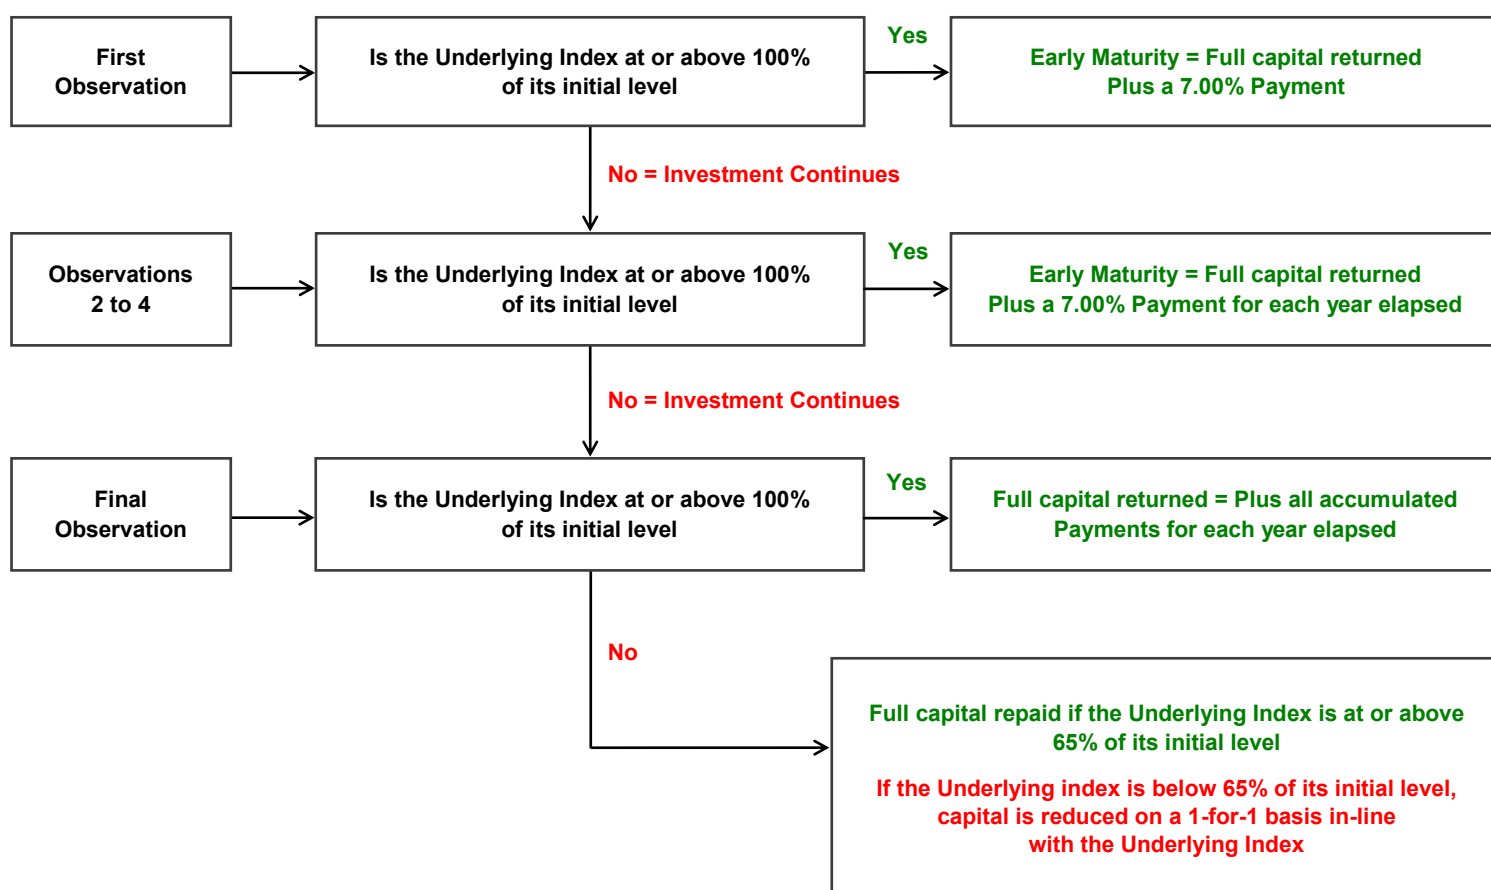 First
Observation
Is the Underlying Index at or above 100%
of its initial level
Yes
Early Maturity = Full capital returned
Plus a 7.00% Payment
No = Investment Continues
Observations
2 to 4
Is the Underlying Index at or above 100%
of its initial level
Yes
Early Maturity = Full capital returned
Plus a 7.00% Payment for each year elapsed
No = Investment Continues
Final
Observation
Is the Underlying Index at or above 100%
of its initial level
Yes
Full capital returned = Plus all accumulated
Payments for each year elapsed
No
Full capital repaid if the Underlying Index is at or above
65% of its initial level
If the Underlying index is below 65% of its initial level,
capital is reduced on a 1-for-1 basis in-line
with the Underlying Index